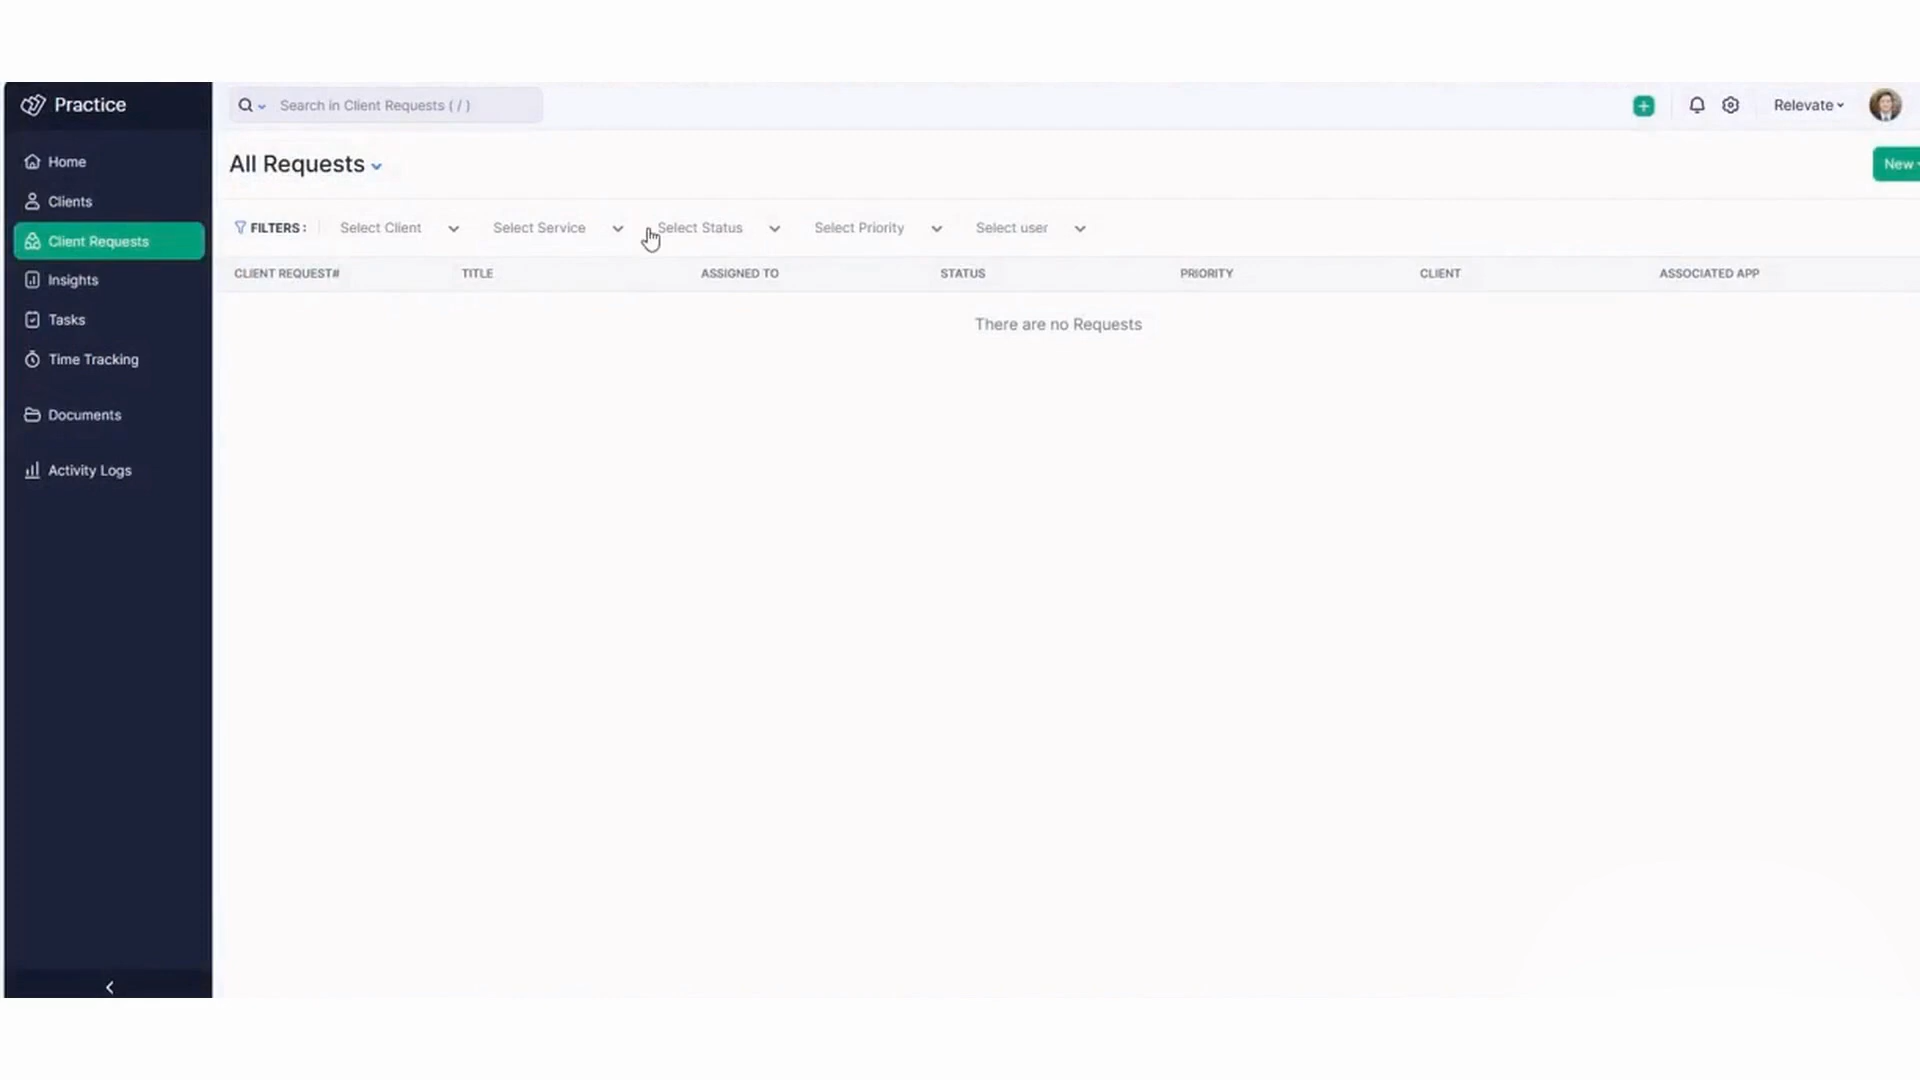 Practice
Search in Client Requests ( / )
Relevate
Home
Clients
Client Requests
Insights
Tasks
Time Tracking
Documents
Activity Logs
All Requests
New
FILTERS :
Select Client
Select Service
Select Status
Select Priority
Select user
CLIENT REQUEST#
TITLE
ASSIGNED TO
STATUS
PRIORITY
CLIENT
ASSOCIATED APP
There are no Requests